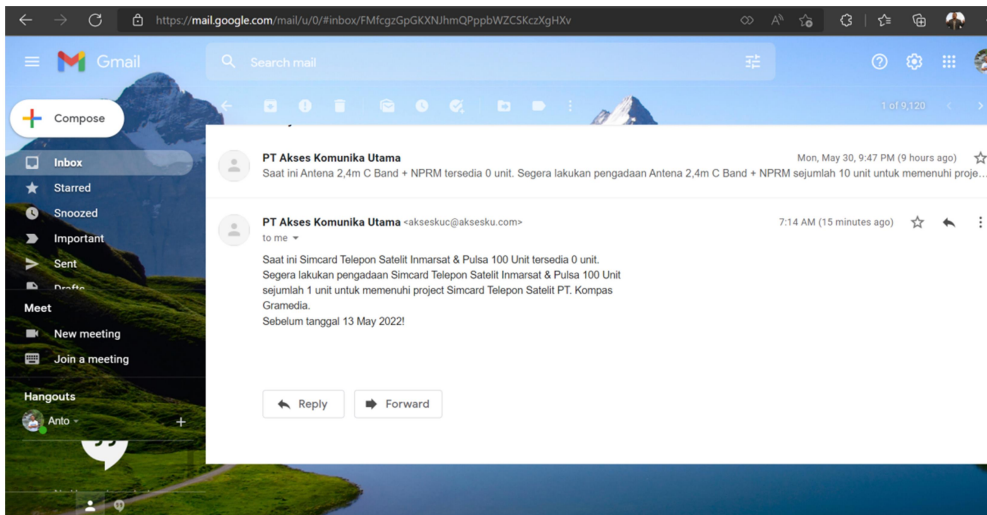 https://mail.google.com/mail/u/0/#inbox/FMfcgzGpGKXNJhmQPppbWZCSKczXgHXv
Gmail
Search mail
Compose
1 of 9,120
Inbox
Starred
Snoozed
Important
Sent
Drafts
Meet
New meeting
Join a meeting
Hangouts
Anto
PT Akses Komunika Utama
Mon, May 30, 9:47 PM (9 hours ago)
Saat ini Antena 2,4m C Band + NPRM tersedia 0 unit. Segera lakukan pengadaan Antena 2,4m C Band + NPRM sejumlah 10 unit untuk memenuhi proje...
PT Akses Komunika Utama <akseskuc@aksesku.com>
7:14 AM (15 minutes ago)
to me
Saat ini Simcard Telepon Satelit Inmarsat & Pulsa 100 Unit tersedia 0 unit.
Segera lakukan pengadaan Simcard Telepon Satelit Inmarsat & Pulsa 100 Unit
sejumlah 1 unit untuk memenuhi project Simcard Telepon Satelit PT. Kompas
Gramedia.
Sebelum tanggal 13 May 2022!
Reply
Forward